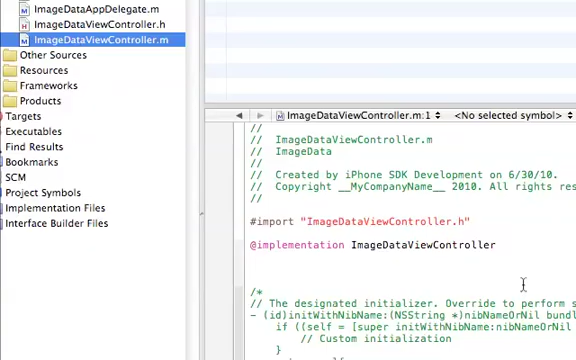 ImageDataAppDelegate.m
ImageDataViewController.h
ImageDataViewController.m
Other Sources
Resources
Frameworks
Products
Targets
Executables
Find Results
Bookmarks
SCM
Project Symbols
Implementation Files
Interface Builder Files
ImageDataViewController.m:1 <No selected symbol>
//
// ImageDataViewController.m
// ImageData
//
// Created by iPhone SDK Development on 6/30/10.
// Copyright __MyCompanyName__ 2010. All rights rese
//
#import "ImageDataViewController.h"
@implementation ImageDataViewController
/*
// The designated initializer. Override to perform s
- (id)initWithNibName:(NSString *)nibNameOrNil bundl
if ((self = [super initWithNibName:nibNameOrNil
// Custom initialization
}